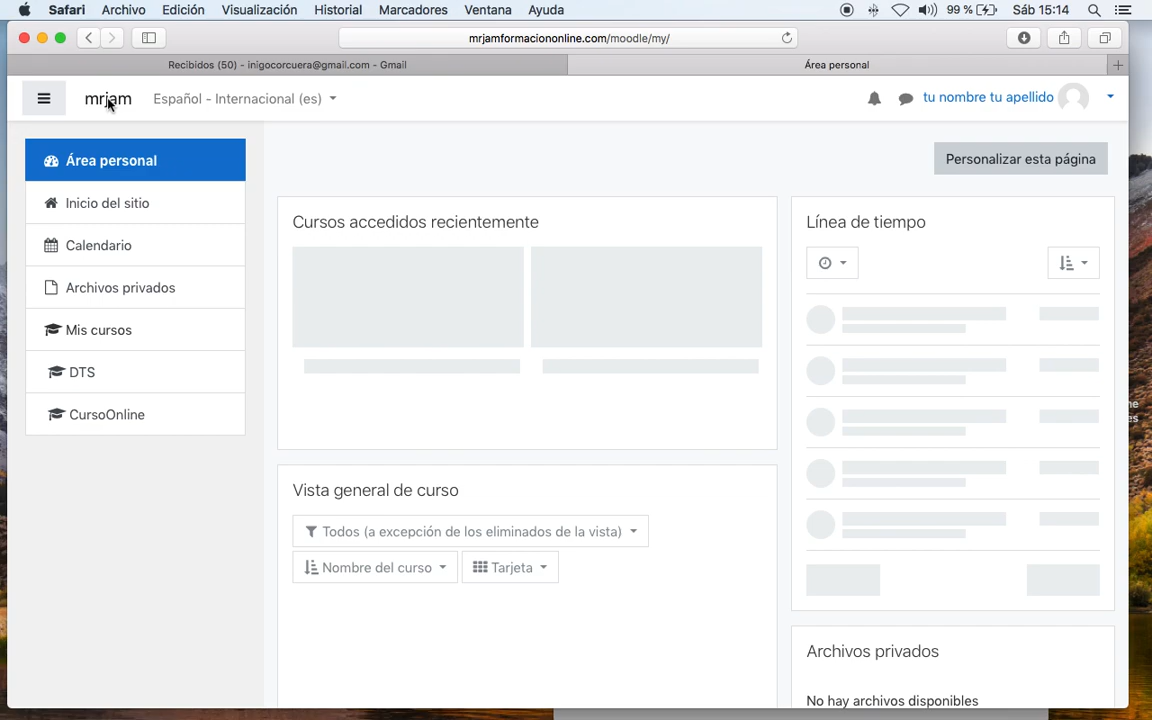 Safari Archivo Edición Visualización Historial Marcadores Ventana Ayuda 99 % Sáb 15:14
mrjamformaciononline.com/moodle/my/
Recibidos (50) - inigocorcuera@gmail.com - Gmail
Área personal
mrjam
Español - Internacional (es)
tu nombre tu apellido
Área personal
Inicio del sitio
Calendario
Archivos privados
Mis cursos
DTS
CursoOnline
Personalizar esta página
Cursos accedidos recientemente
Vista general de curso
Todos (a excepción de los eliminados de la vista)
Nombre del curso
Tarjeta
Línea de tiempo
Archivos privados
No hay archivos disponibles